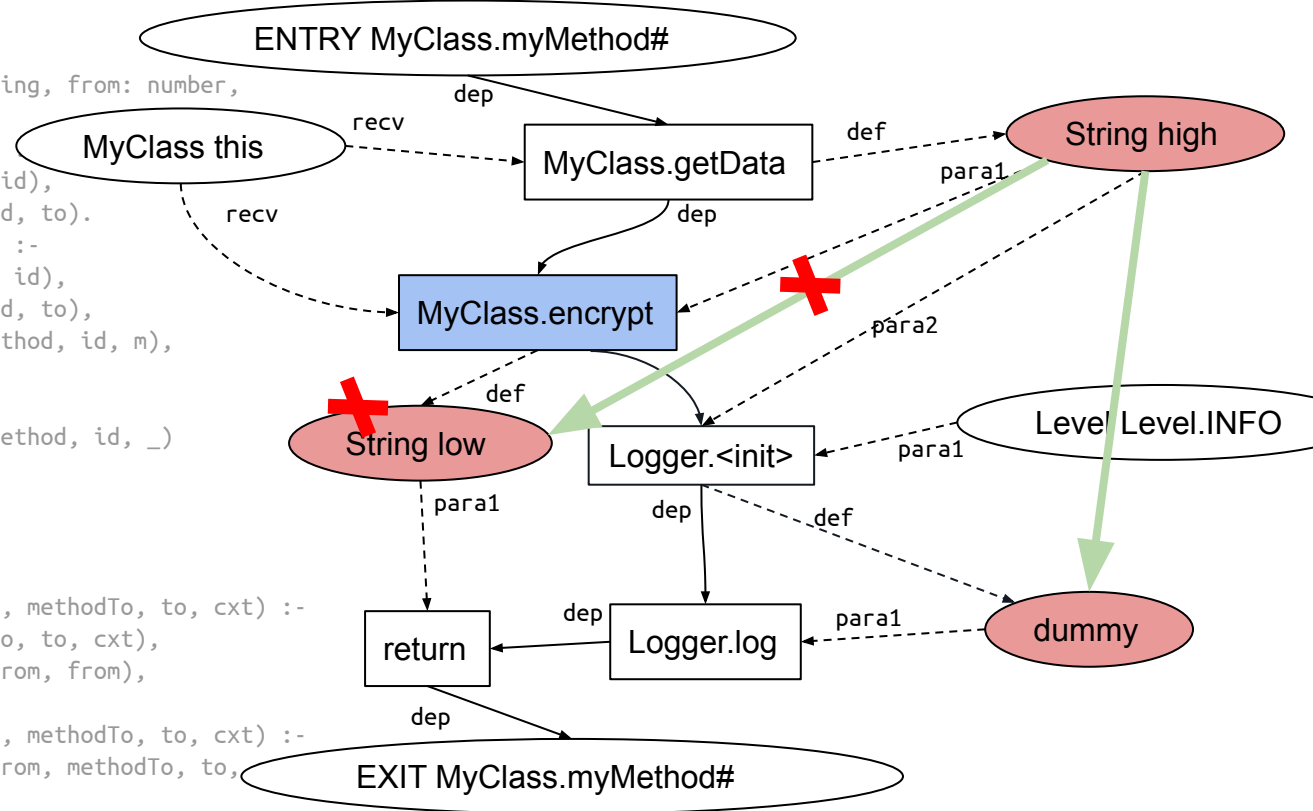 ENTRY MyClass.myMethod#
ing, from: number,
dep
recv
def
String high
MyClass this
MyClass.getData
para1
id),
d, to).
recv
dep
:-
id),
d, to),
MyClass.encrypt
thod, id, m),
para2
def
Level Level.INFO
ethod, id, _)
String low
Logger.<init>
para1
para1
dep
def
, methodTo, to, cxt) :-
dep
para1
o, to, cxt),
return
Logger.log
dummy
rom, from),
dep
, methodTo, to, cxt) :-
rom, methodTo, to,
EXIT MyClass.myMethod#